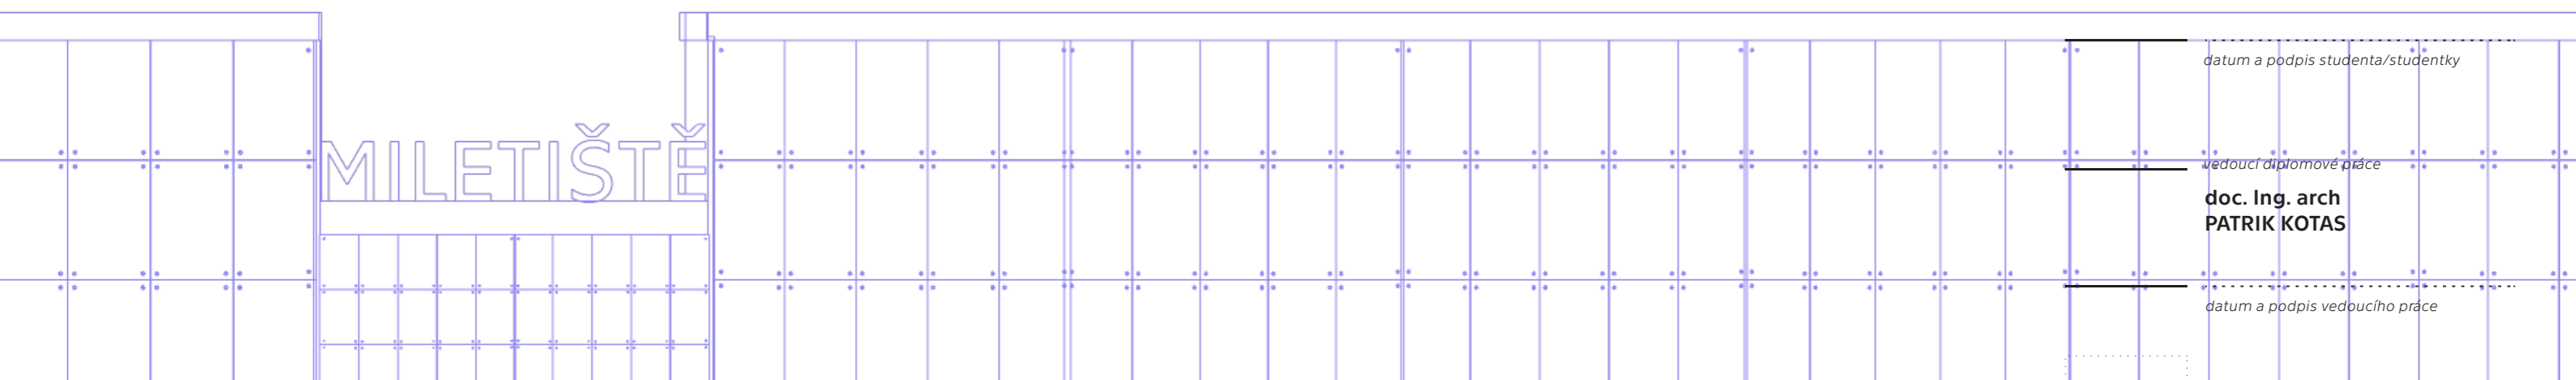 MILETIŠTĚ
datum a podpis studenta/studentky
vedoucí diplomové práce
doc. Ing. arch
PATRIK KOTAS
datum a podpis vedoucího práce